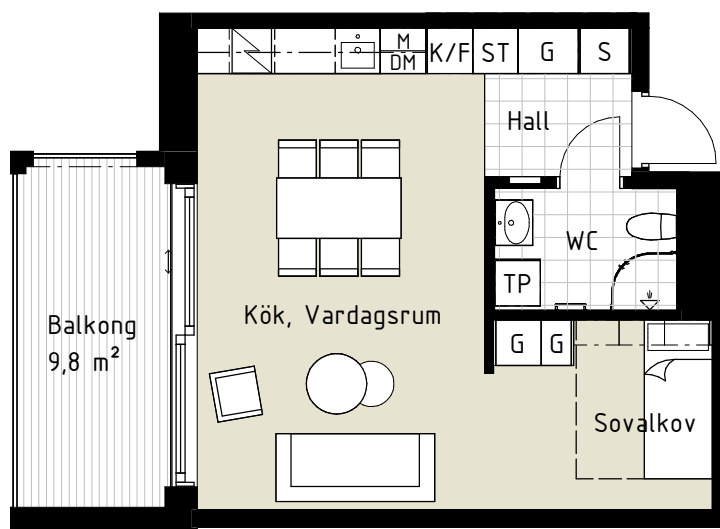 M
DM
K/F
ST
G
S
Hall
WC
TP
Kök, Vardagsrum
Balkong
9,8 m²
G
G
Sovalkov